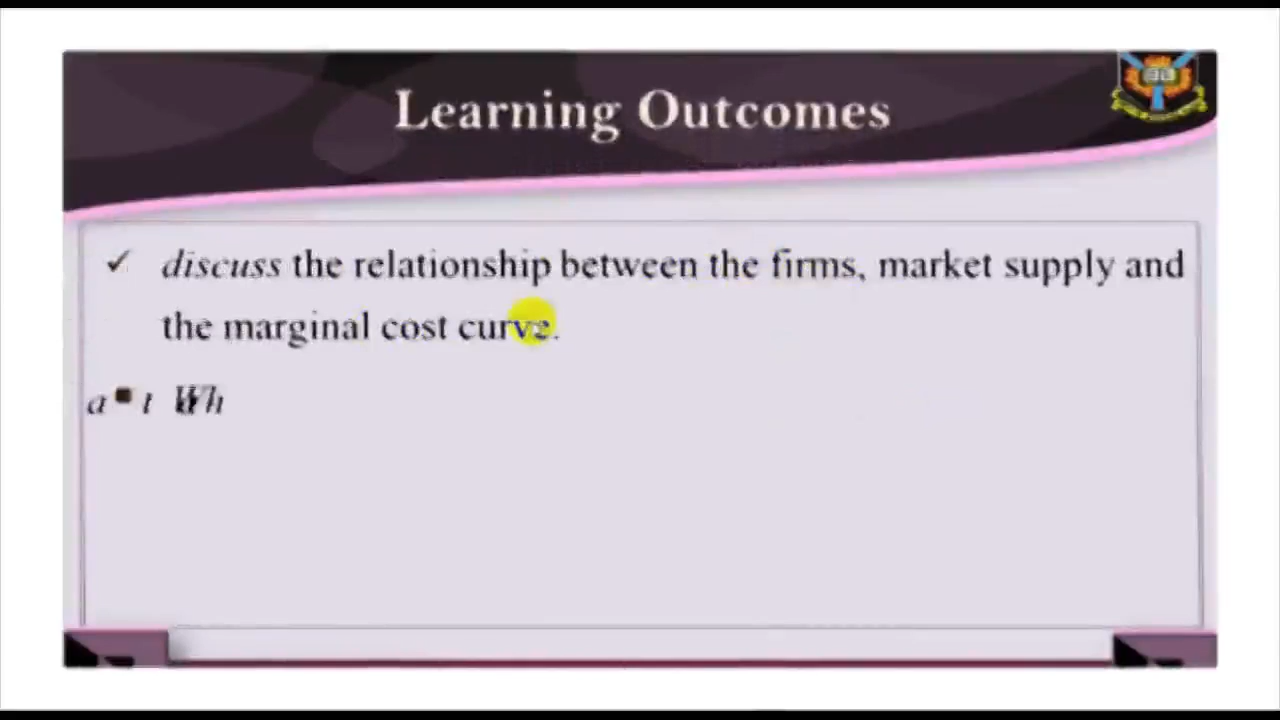 Learning Outcomes
✓ discuss the relationship between the firms, market supply and
the marginal cost curve.